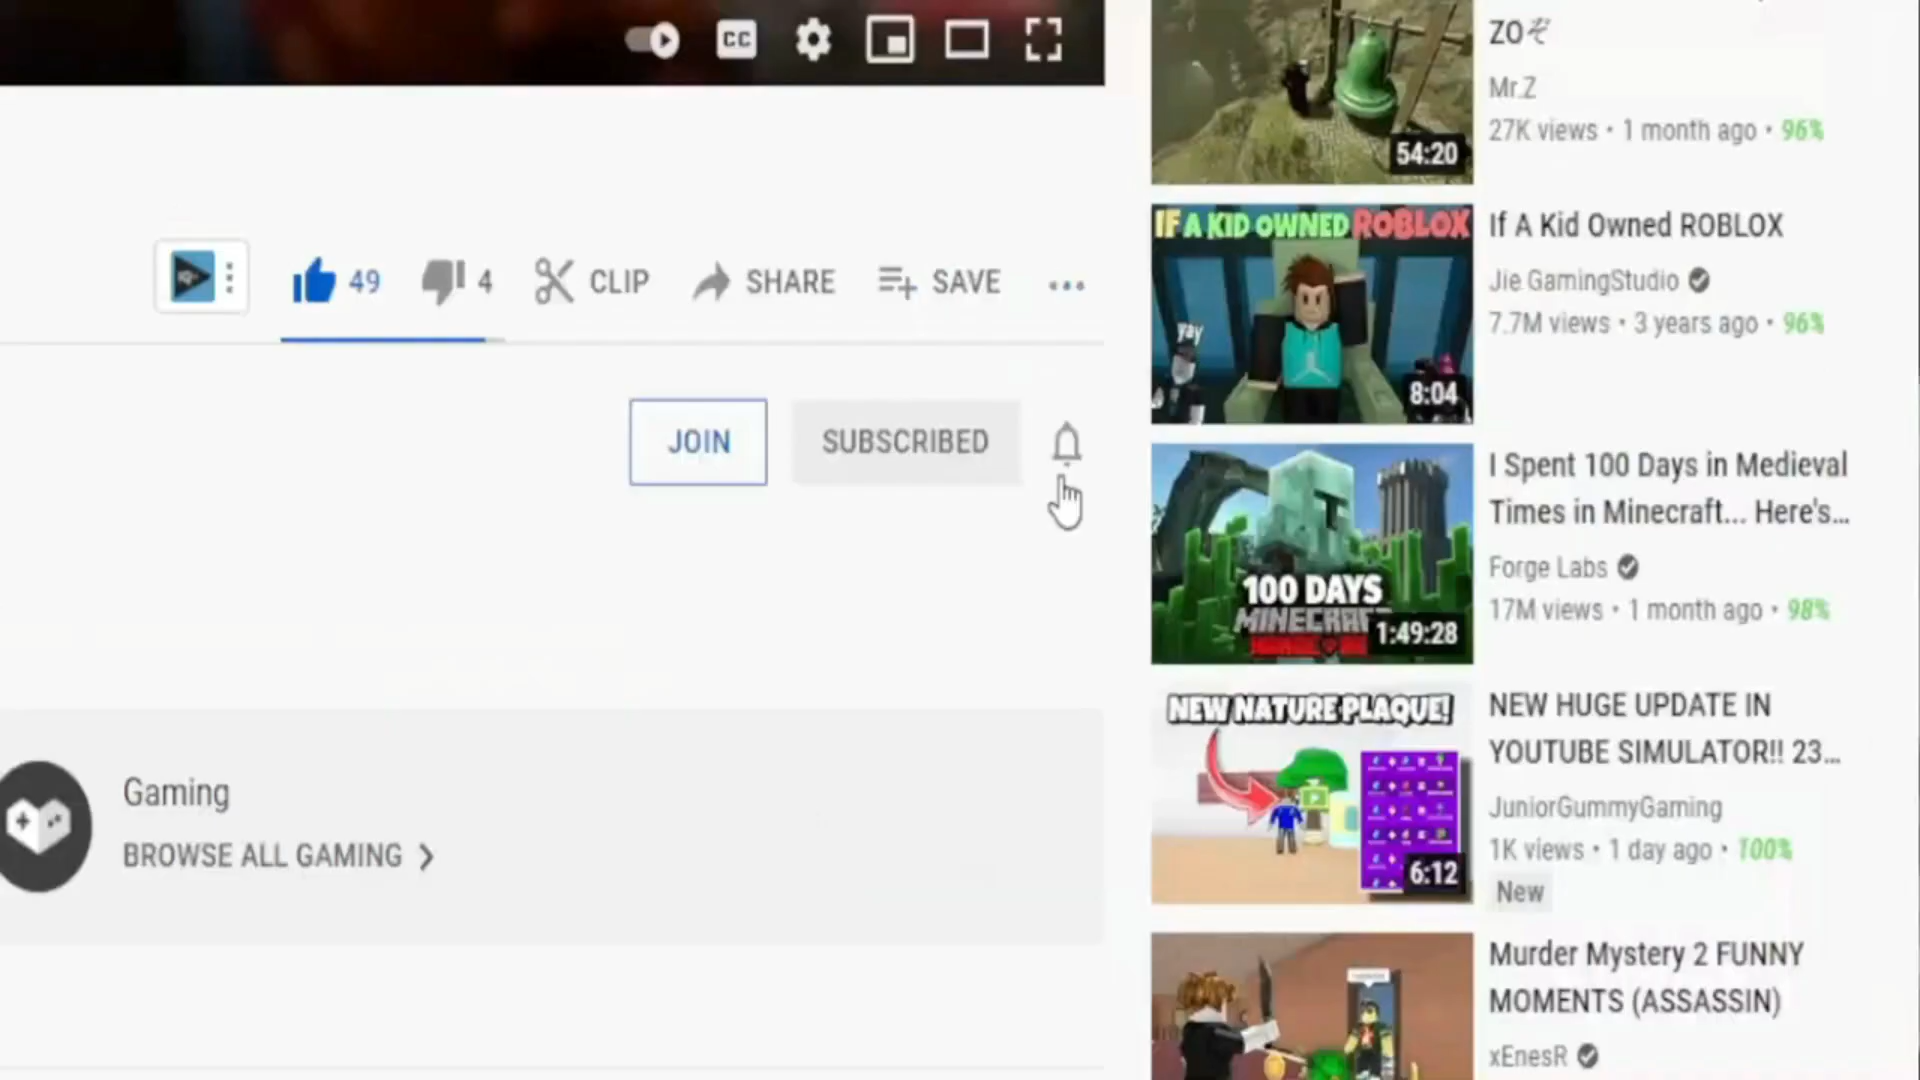 CC
49
4
CLIP
SHARE
SAVE
JOIN
SUBSCRIBED
Gaming
BROWSE ALL GAMING
54:20
ZOぞ
Mr.Z
27K views • 1 month ago • 96%
IF A KID OWNED ROBLOX
yay
8:04
If A Kid Owned ROBLOX
Jie GamingStudio
7.7M views • 3 years ago • 96%
100 DAYS
MINECRAF
1:49:28
I Spent 100 Days in Medieval
Times in Minecraft... Here's...
Forge Labs
17M views • 1 month ago • 98%
NEW NATURE PLAQUE!
6:12
NEW HUGE UPDATE IN
YOUTUBE SIMULATOR!! 23...
JuniorGummyGaming
1K views • 1 day ago • 100%
New
Murder Mystery 2 FUNNY
MOMENTS (ASSASSIN)
xEnesR